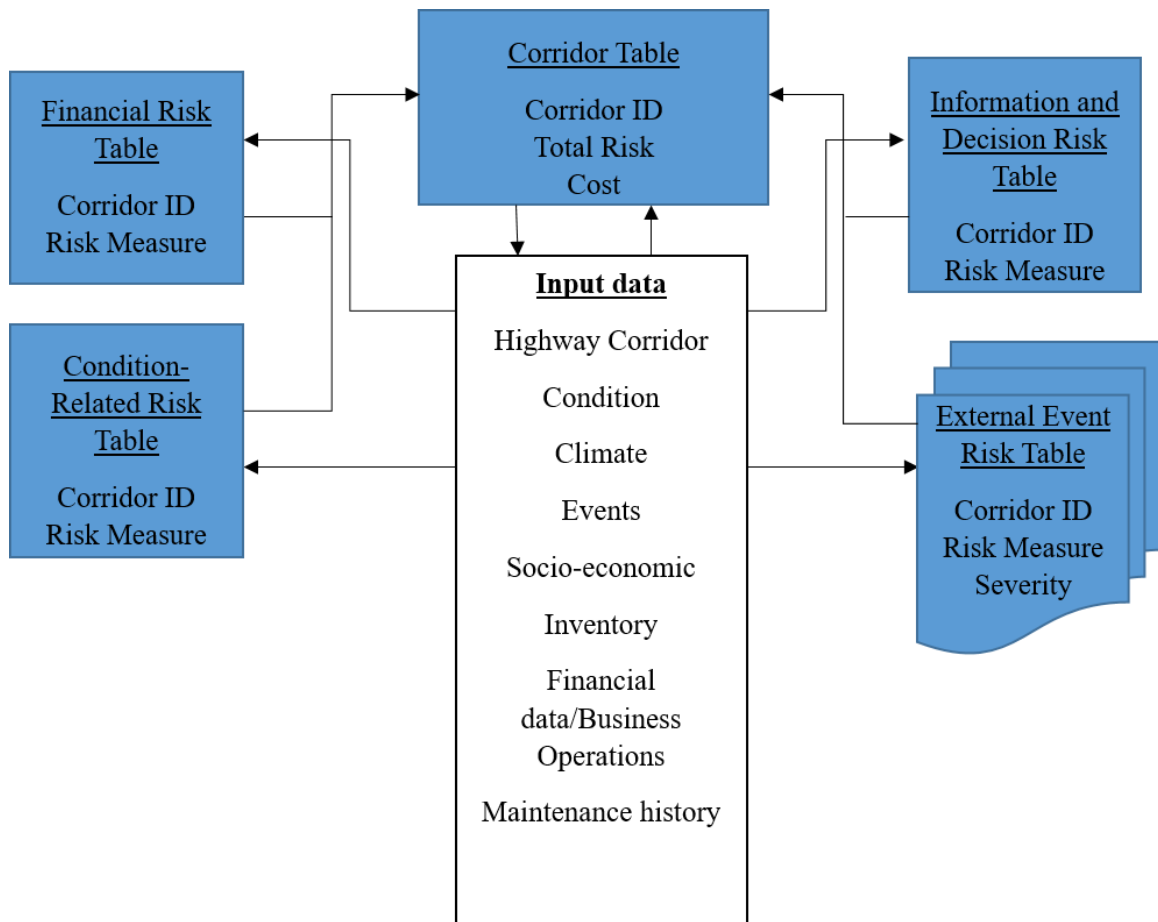 Corridor Table
Corridor ID
Total Risk
Cost
Financial Risk
Table
Corridor ID
Risk Measure
Information and
Decision Risk
Table
Corridor ID
Risk Measure
Input data
Highway Corridor
Condition
Climate
Events
Socio-economic
Inventory
Financial
data/Business
Operations
Maintenance history
Condition-
Related Risk
Table
Corridor ID
Risk Measure
External Event
Risk Table
Corridor ID
Risk Measure
Severity